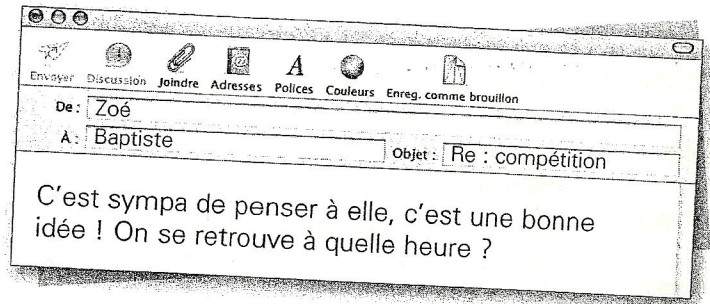 Envoyer Discussion Joindre Adresses Polices Couleurs Enreg. comme brouillon
De : Zoé
À : Baptiste Objet : Re : compétition
C'est sympa de penser à elle, c'est une bonne
idée ! On se retrouve à quelle heure ?